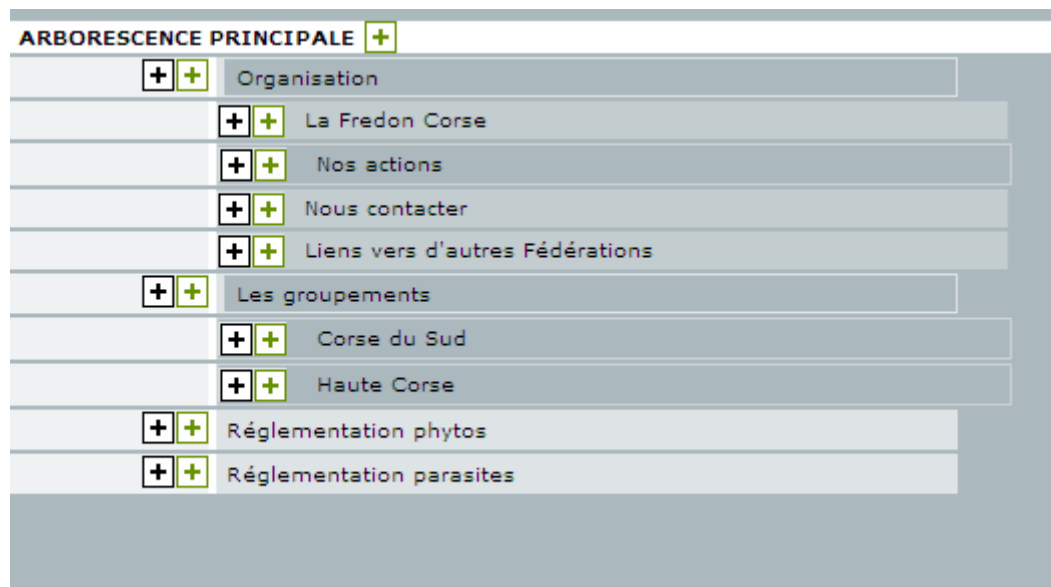 ARBORESCENCE PRINCIPALE
Organisation
La Fredon Corse
Nos actions
Nous contacter
Liens vers d'autres Fédérations
Les groupements
Corse du Sud
Haute Corse
Réglementation phytos
Réglementation parasites